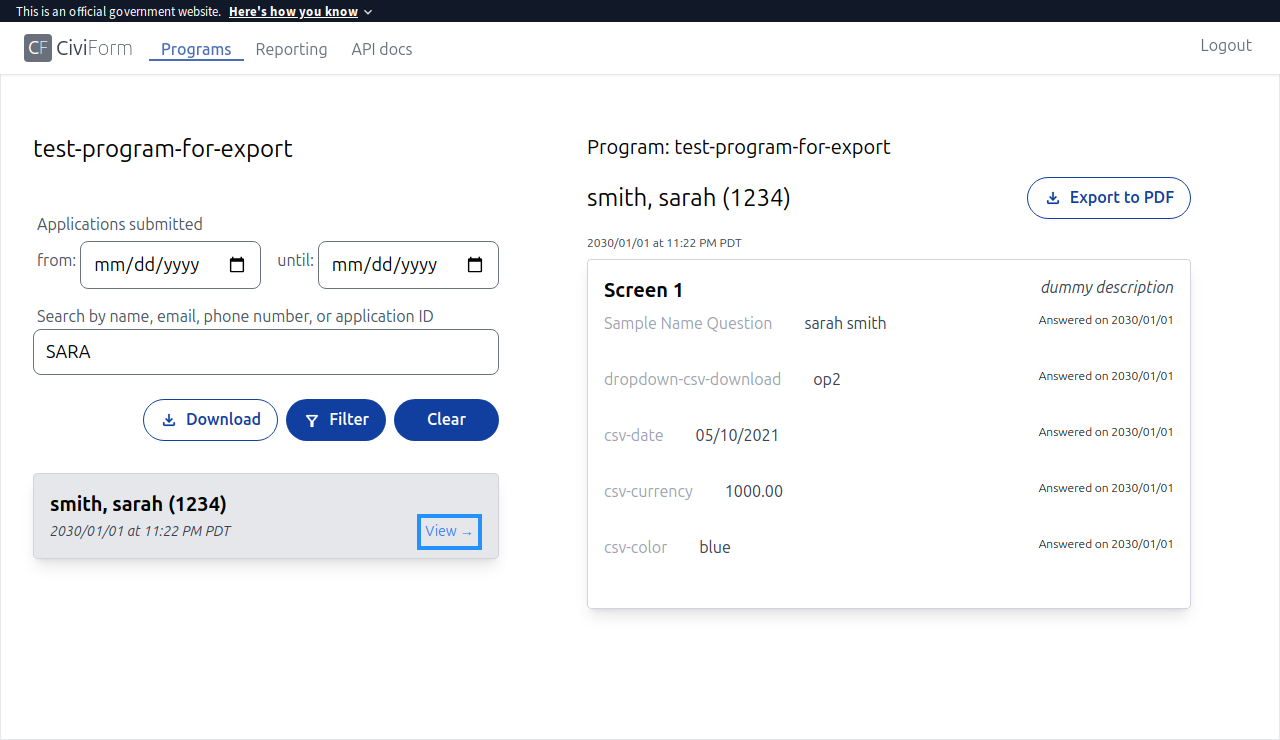 This is an official government website. Here's how you know
CF CiviForm Programs Reporting API docs Logout
test-program-for-export
Applications submitted
from: mm/dd/yyyy until: mm/dd/yyyy
Search by name, email, phone number, or application ID
SARA
Download Filter Clear
smith, sarah (1234)
2030/01/01 at 11:22 PM PDT
View →
Program: test-program-for-export
smith, sarah (1234) Export to PDF
2030/01/01 at 11:22 PM PDT
Screen 1 dummy description
Sample Name Question sarah smith Answered on 2030/01/01
dropdown-csv-download op2 Answered on 2030/01/01
csv-date 05/10/2021 Answered on 2030/01/01
csv-currency 1000.00 Answered on 2030/01/01
csv-color blue Answered on 2030/01/01